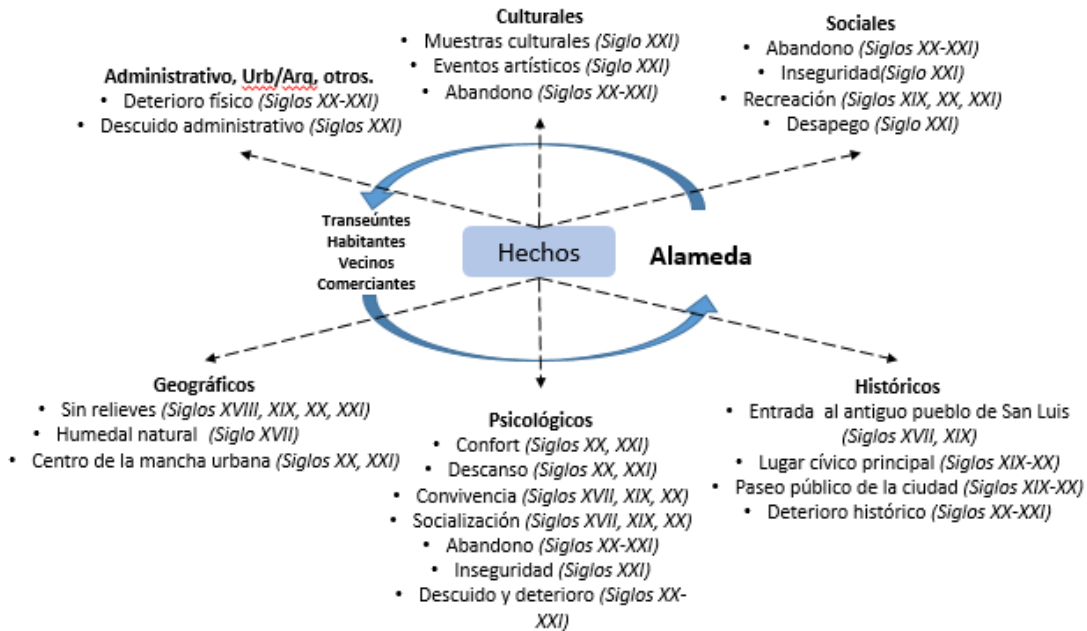 Culturales
• Muestras culturales (Siglo XXI)
• Eventos artísticos (Siglo XXI)
• Abandono (Siglos XX-XXI)
Sociales
• Abandono (Siglos XX-XXI)
• Inseguridad(Siglo XXI)
• Recreación (Siglos XIX, XX, XXI)
• Desapego (Siglo XXI)
Administrativo, Urb/Arq, otros.
• Deterioro físico (Siglos XX-XXI)
• Descuido administrativo (Siglos XXI)
Transeúntes
Habitantes
Vecinos
Comerciantes
Hechos
Alameda
Geográficos
• Sin relieves (Siglos XVIII, XIX, XX, XXI)
• Humedal natural (Siglo XVII)
• Centro de la mancha urbana (Siglos XX, XXI)
Psicológicos
• Confort (Siglos XX, XXI)
• Descanso (Siglos XX, XXI)
• Convivencia (Siglos XVII, XIX, XX)
• Socialización (Siglos XVII, XIX, XX)
• Abandono (Siglos XX-XXI)
• Inseguridad (Siglos XXI)
• Descuido y deterioro (Siglos XX-
XXI)
Históricos
• Entrada al antiguo pueblo de San Luis
(Siglos XVII, XIX)
• Lugar cívico principal (Siglos XIX-XX)
• Paseo público de la ciudad (Siglos XIX-XX)
• Deterioro histórico (Siglos XX-XXI)